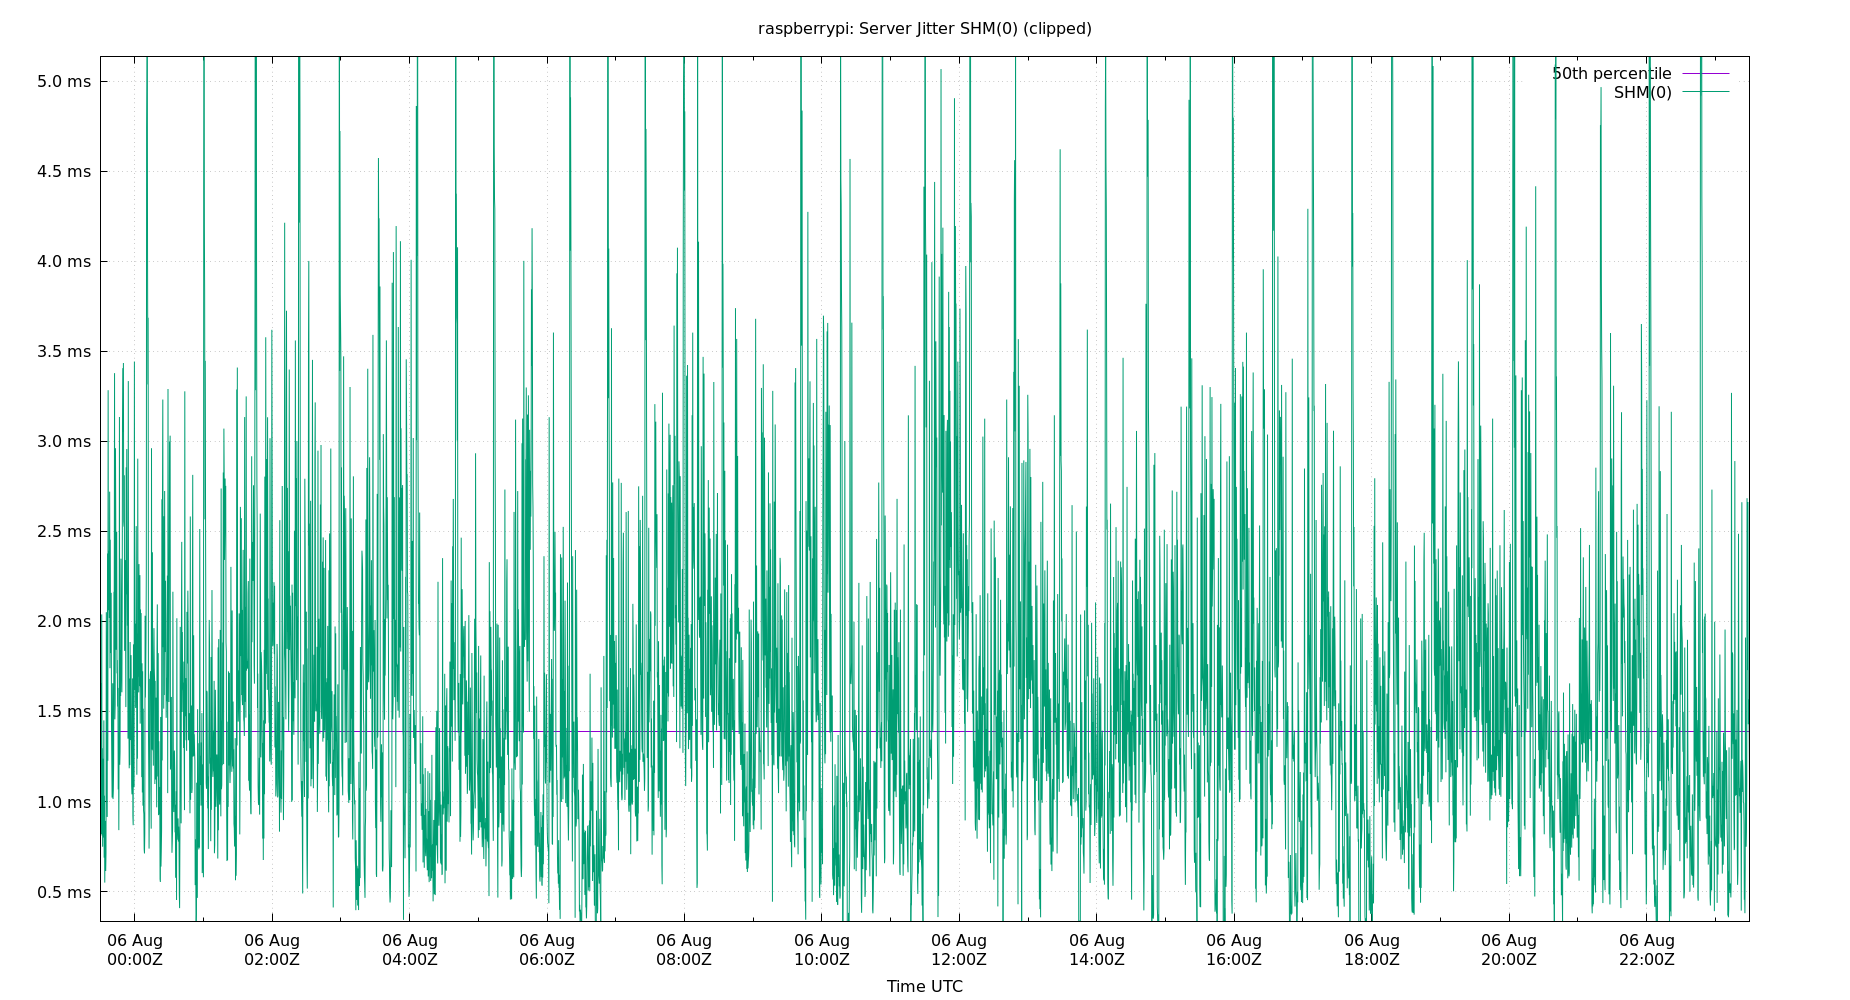 raspberrypi: Server Jitter SHM(0) (clipped)
50th percentile
SHM(0)
5.0 ms
4.5 ms
4.0 ms
3.5 ms
3.0 ms
2.5 ms
2.0 ms
1.5 ms
1.0 ms
0.5 ms
06 Aug 06 Aug 06 Aug 06 Aug 06 Aug 06 Aug 06 Aug 06 Aug 06 Aug 06 Aug 06 Aug 06 Aug
00:00Z 02:00Z 04:00Z 06:00Z 08:00Z 10:00Z 12:00Z 14:00Z 16:00Z 18:00Z 20:00Z 22:00Z
Time UTC